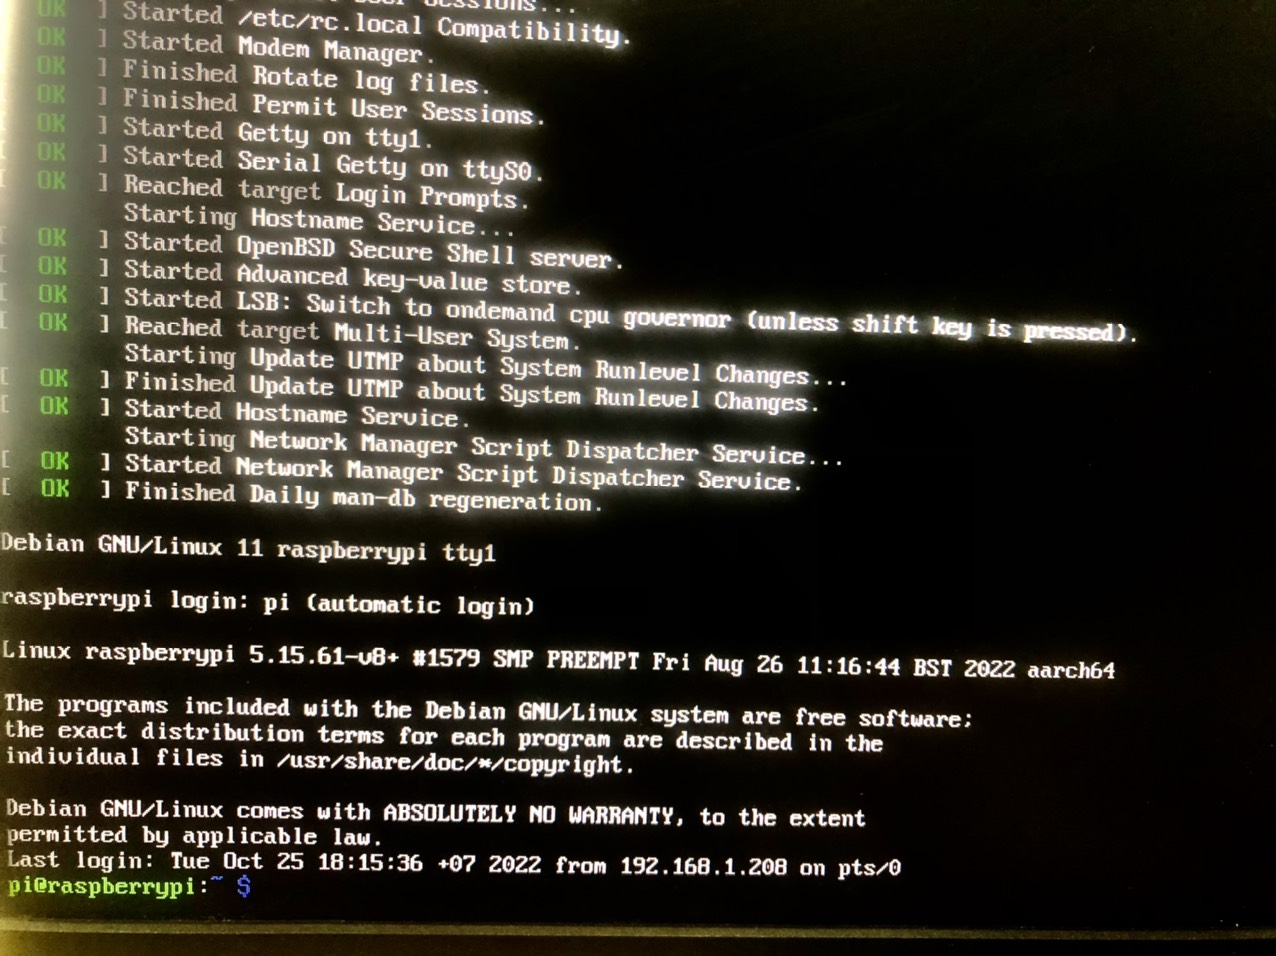 User Sessions...
OK ] Started /etc/rc.local Compatibility.
OK ] Started Modem Manager.
OK ] Finished Rotate log files.
OK ] Finished Permit User Sessions.
OK ] Started Getty on tty1.
[ OK ] Started Serial Getty on ttyS0.
[ OK ] Reached target Login Prompts.
Starting Hostname Service...
[ OK ] Started OpenBSD Secure Shell server.
[ OK ] Started Advanced key-value store.
[ OK ] Started LSB: Switch to ondemand cpu governor (unless shift key is pressed).
[ OK ] Reached target Multi-User System.
Starting Update UTMP about System Runlevel Changes...
[ OK ] Finished Update UTMP about System Runlevel Changes.
[ OK ] Started Hostname Service.
Starting Network Manager Script Dispatcher Service...
[ OK ] Started Network Manager Script Dispatcher Service.
[ OK ] Finished Daily man-db regeneration.
Debian GNU/Linux 11 raspberrypi tty1
raspberrypi login: pi (automatic login)
Linux raspberrypi 5.15.61-v8+ #1579 SMP PREEMPT Fri Aug 26 11:16:44 BST 2022 aarch64
The programs included with the Debian GNU/Linux system are free software;
the exact distribution terms for each program are described in the
individual files in /usr/share/doc/*/copyright.
Debian GNU/Linux comes with ABSOLUTELY NO WARRANTY, to the extent
permitted by applicable law.
Last login: Tue Oct 25 18:15:36 +07 2022 from 192.168.1.208 on pts/0
pi@raspberrypi:~ $